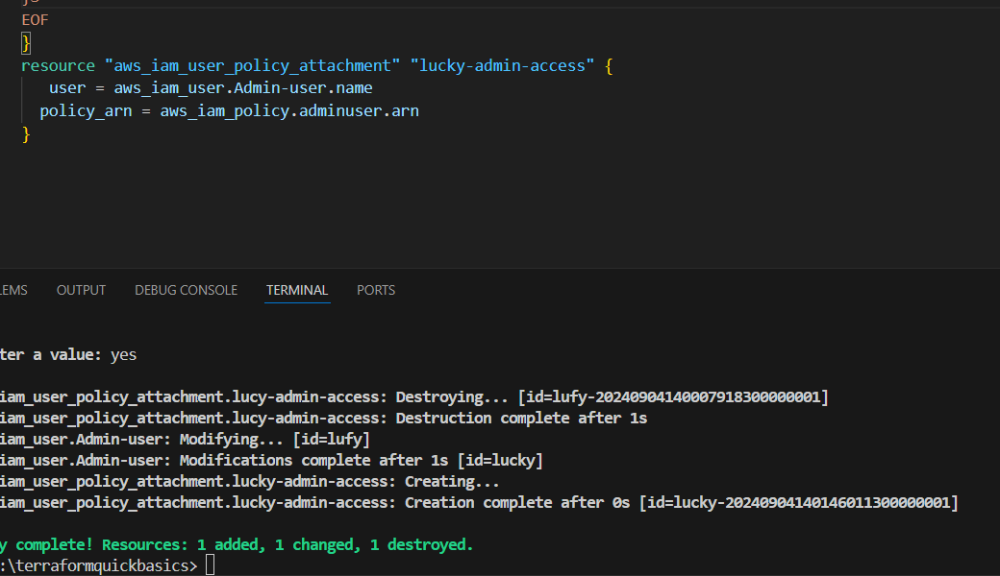 EOF
}
resource "aws_iam_user_policy_attachment" "lucky-admin-access" {
user = aws_iam_user.Admin-user.name
policy_arn = aws_iam_policy.adminuser.arn
}
LEMS OUTPUT DEBUG CONSOLE TERMINAL PORTS
ter a value: yes
iam_user_policy_attachment.lucy-admin-access: Destroying... [id=lufy-20240904140007918300000001]
iam_user_policy_attachment.lucy-admin-access: Destruction complete after 1s
iam_user.Admin-user: Modifying... [id=lufy]
iam_user.Admin-user: Modifications complete after 1s [id=lucky]
iam_user_policy_attachment.lucky-admin-access: Creating...
iam_user_policy_attachment.lucky-admin-access: Creation complete after 0s [id=lucky-20240904140146011300000001]
y complete! Resources: 1 added, 1 changed, 1 destroyed.
:\terraformquickbasics>